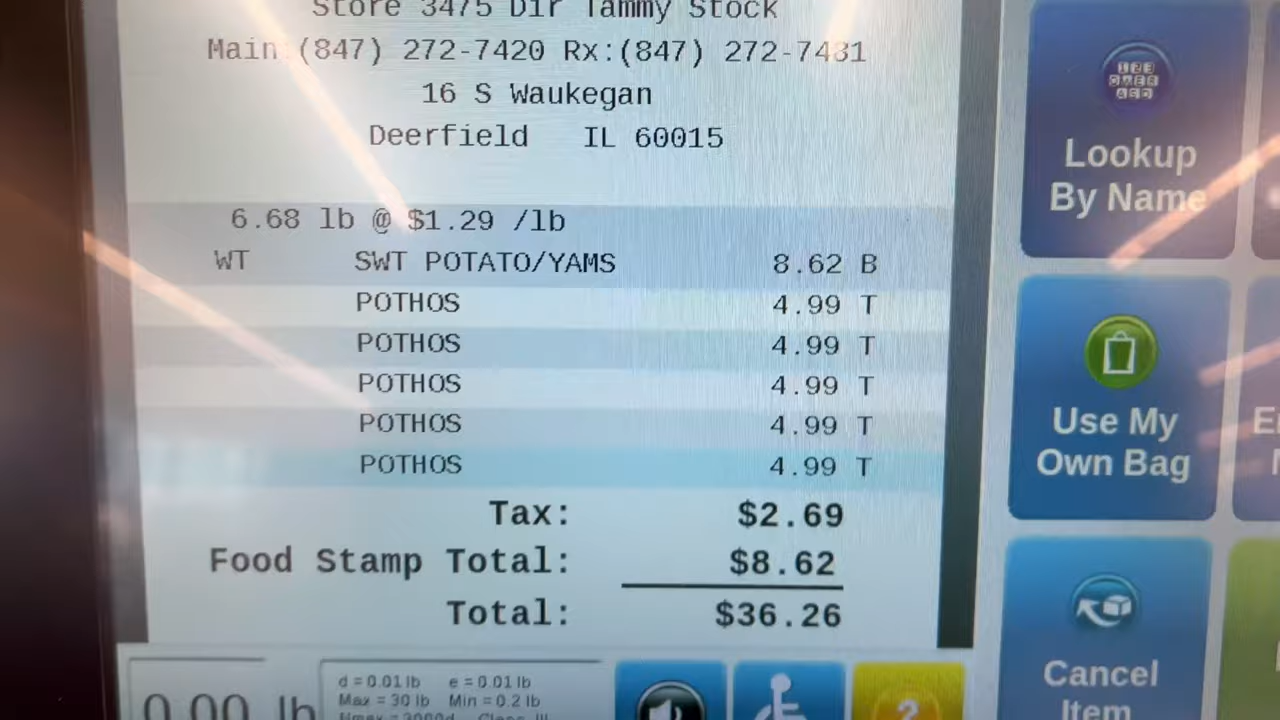 Store 3475 Dir Tammy Stock
Main:(847) 272-7420 Rx:(847) 272-7431
16 S Waukegan
Deerfield IL 60015
6.68 lb @ $1.29 /lb
WT SWT POTATO/YAMS 8.62 B
POTHOS 4.99 T
POTHOS 4.99 T
POTHOS 4.99 T
POTHOS 4.99 T
POTHOS 4.99 T
Tax: $2.69
Food Stamp Total: $8.62
Total: $36.26
0.00 lb
d = 0.01 lb e = 0.01 lb
Max = 30 lb Min = 0.2 lb
?
Lookup
By Name
Use My
Own Bag
Cancel
Item